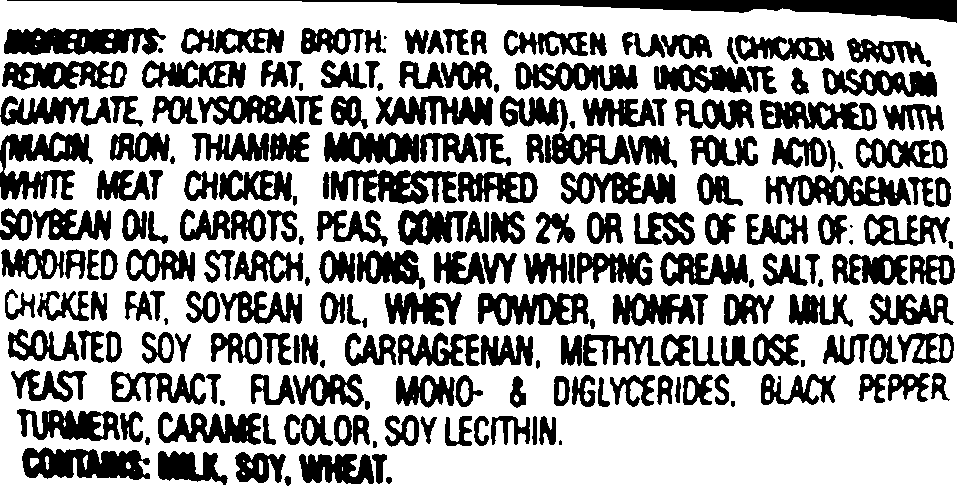 INGREDIENTS: CHICKEN BROTH: WATER CHICKEN FLAVOR (CHICKEN BROTH,
RENDERED CHICKEN FAT, SALT, FLAVOR, DISODIUM INOSINATE & DISODIUM
GUANYLATE, POLYSORBATE 60, XANTHAN GUM), WHEAT FLOUR ENRICHED WITH
(NIACIN, IRON, THIAMINE MONONITRATE, RIBOFLAVIN, FOLIC ACID), COOKED
WHITE MEAT CHICKEN, INTERESTERIFIED SOYBEAN OIL, HYDROGENATED
SOYBEAN OIL, CARROTS, PEAS, CONTAINS 2% OR LESS OF EACH OF: CELERY,
MODIFIED CORN STARCH, ONIONS, HEAVY WHIPPING CREAM, SALT, RENDERED
CHICKEN FAT, SOYBEAN OIL, WHEY POWDER, NONFAT DRY MILK, SUGAR,
ISOLATED SOY PROTEIN, CARRAGEENAN, METHYLCELLULOSE, AUTOLYZED
YEAST EXTRACT, FLAVORS, MONO- & DIGLYCERIDES, BLACK PEPPER
TURMERIC, CARAMEL COLOR, SOY LECITHIN.
CONTAINS: MILK, SOY, WHEAT.